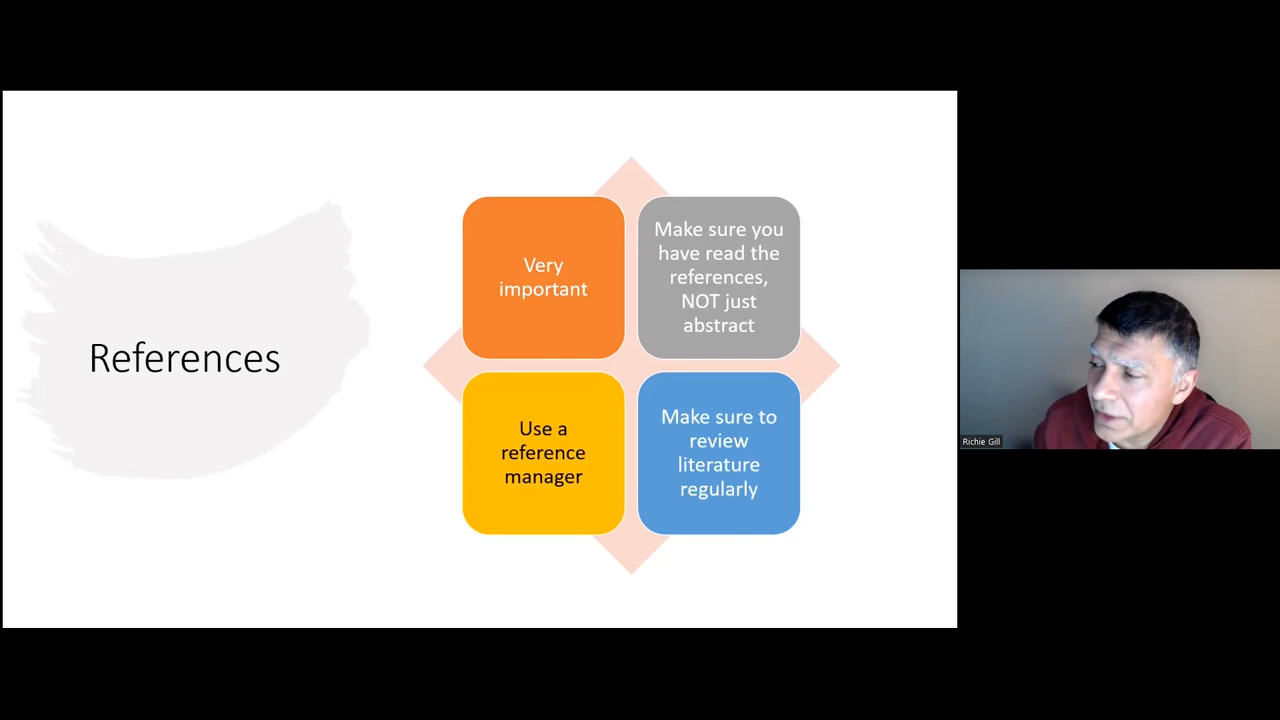 References
Very
important
Make sure you
have read the
references,
NOT just
abstract
Use a
reference
manager
Make sure to
review
literature
regularly
Richie Gill